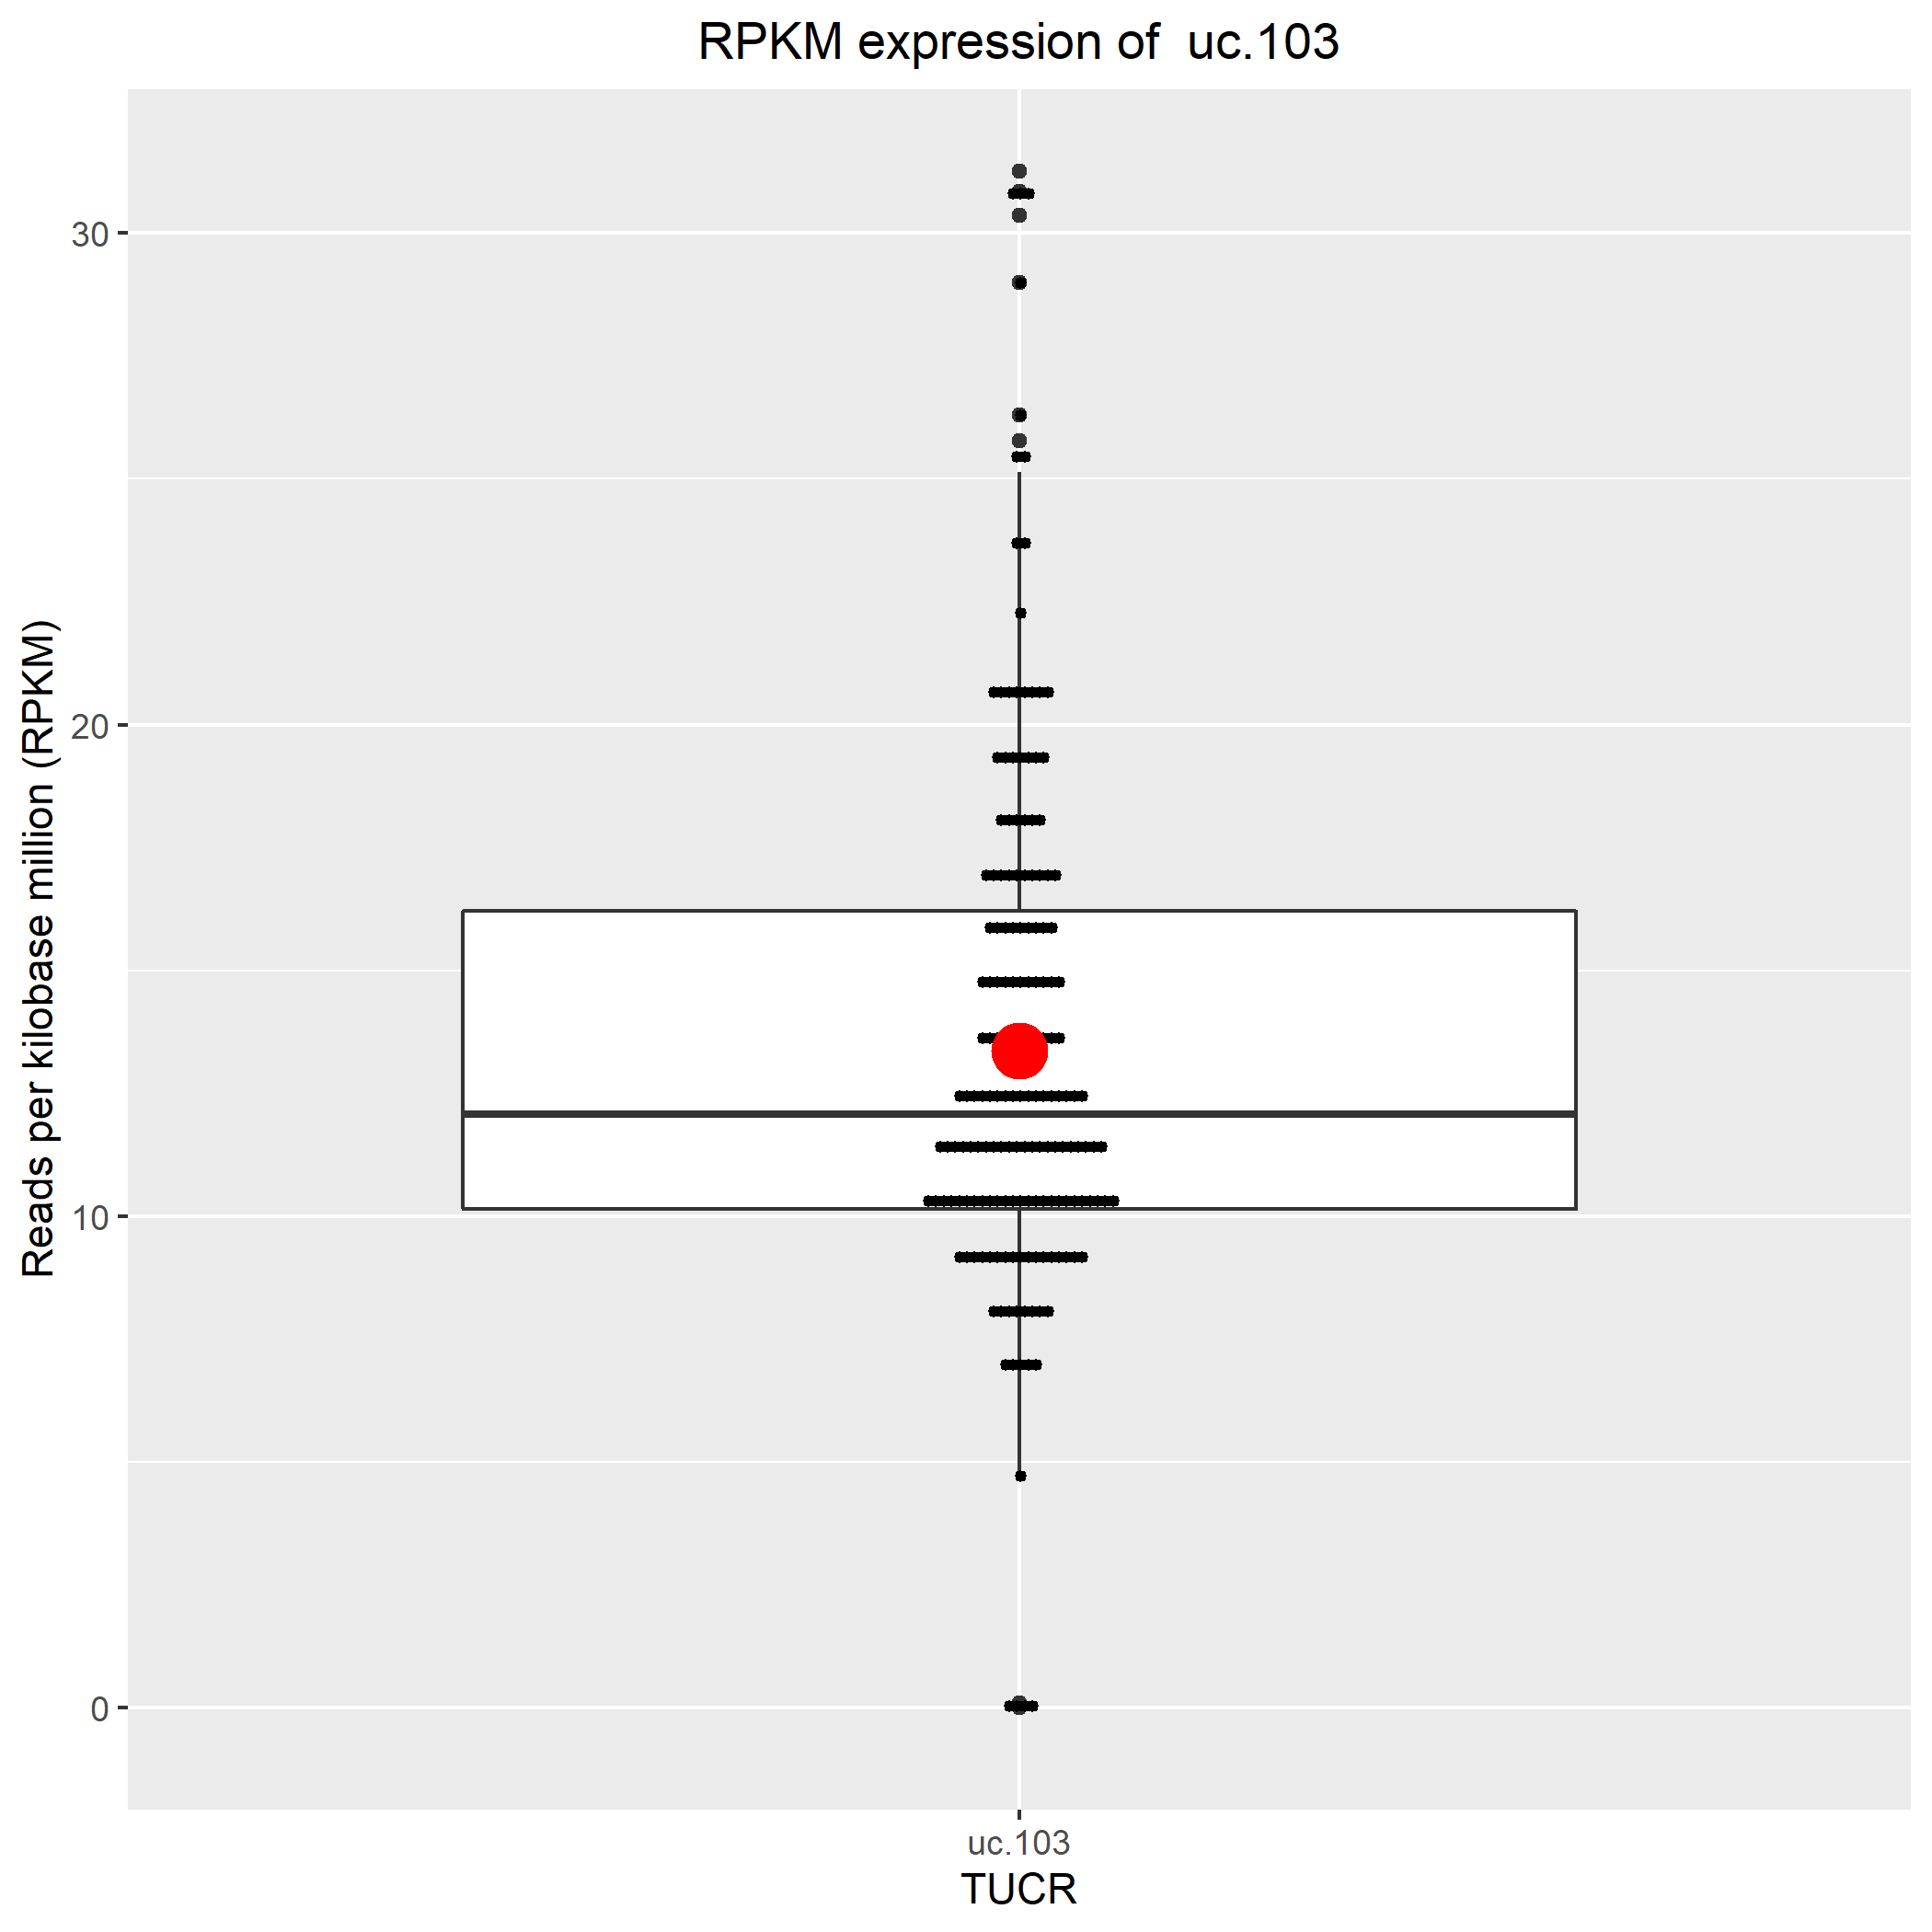 RPKM expression of  uc.103
Reads per kilobase million (RPKM)
30
20
10
0
uc.103
TUCR